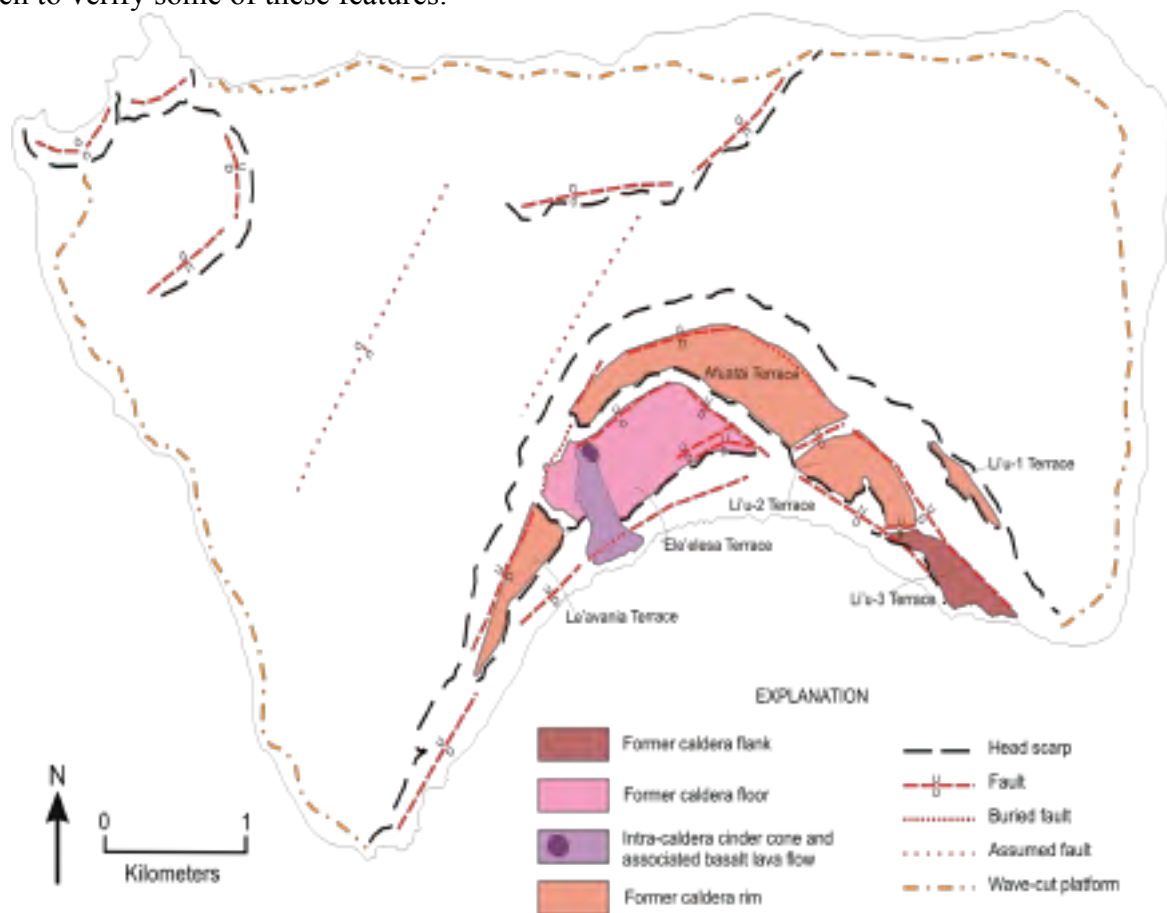 en to verify some of these features.
Afuatai Terrace
Li'u-1 Terrace
Li'u-2 Terrace
Ele'elesa Terrace
Li'u-3 Terrace
Le'avania Terrace
EXPLANATION
Former caldera flank
Former caldera floor
Intra-caldera cinder cone and
associated basalt lava flow
Former caldera rim
Head scarp
Fault
U
D
Buried fault
Assumed fault
Wave-cut platform
N
0 1
Kilometers